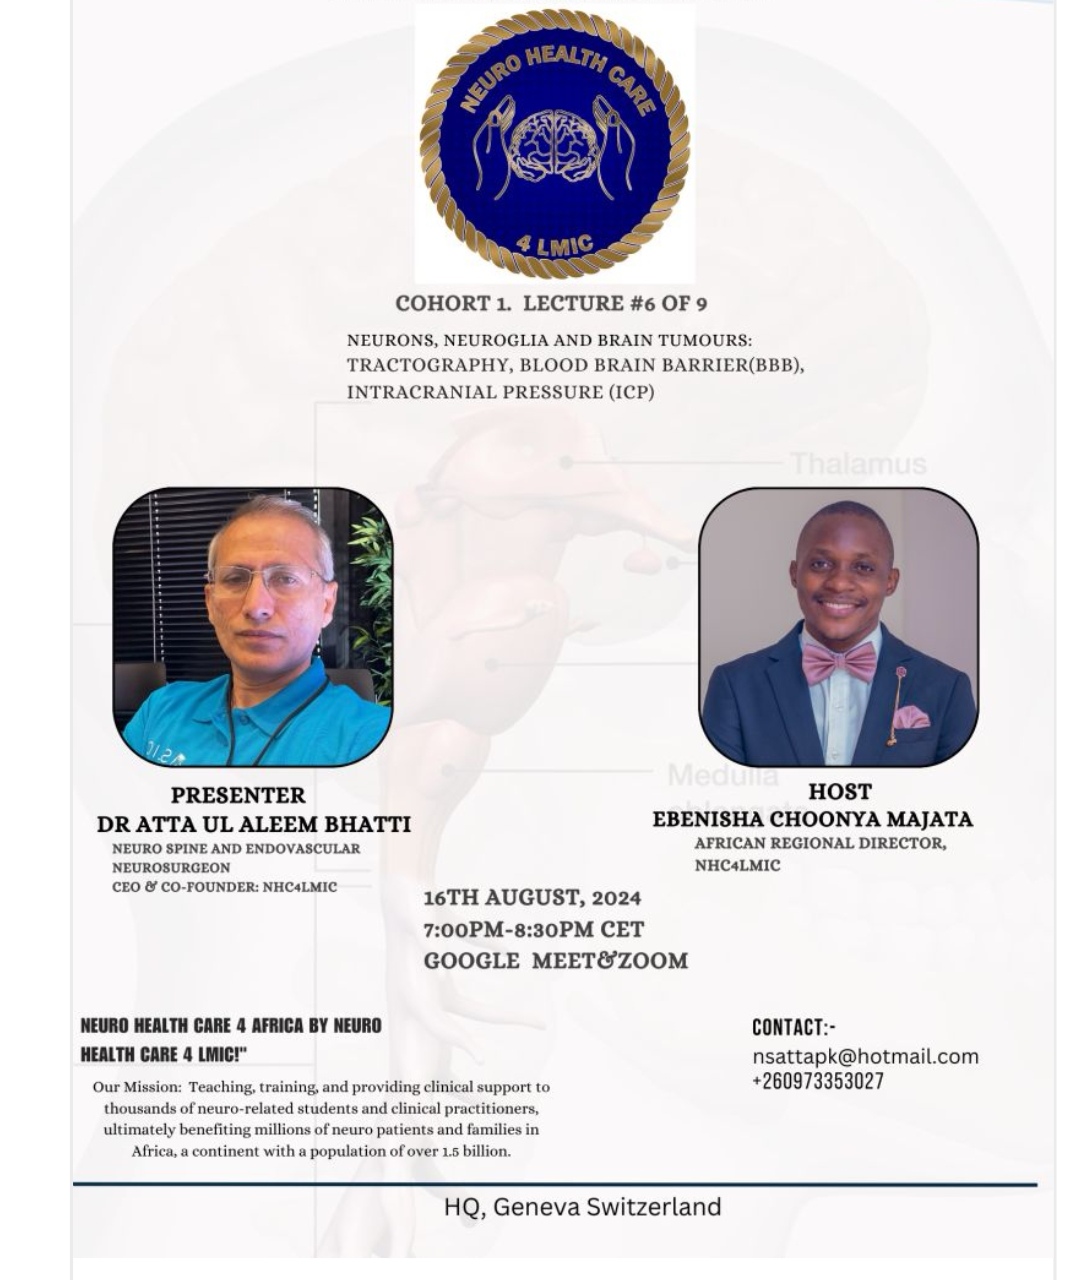 NEURO HEALTH CARE
4 LMIC
COHORT 1. LECTURE #6 OF 9
NEURONS, NEUROGLIA AND BRAIN TUMOURS:
TRACTOGRAPHY, BLOOD BRAIN BARRIER(BBB),
INTRACRANIAL PRESSURE (ICP)
Thalamus
Medulla
oblongata
PRESENTER
DR ATTA UL ALEEM BHATTI
NEURO SPINE AND ENDOVASCULAR
NEUROSURGEON
CEO & CO-FOUNDER: NHC4LMIC
HOST
EBENISHA CHOONYA MAJATA
AFRICAN REGIONAL DIRECTOR,
NHC4LMIC
16TH AUGUST, 2024
7:00PM-8:30PM CET
GOOGLE MEET&ZOOM
NEURO HEALTH CARE 4 AFRICA BY NEURO
HEALTH CARE 4 LMIC!"
Our Mission: Teaching, training, and providing clinical support to
thousands of neuro-related students and clinical practitioners,
ultimately benefiting millions of neuro patients and families in
Africa, a continent with a population of over 1.5 billion.
CONTACT:-
nsattapk@hotmail.com
+260973353027
HQ, Geneva Switzerland